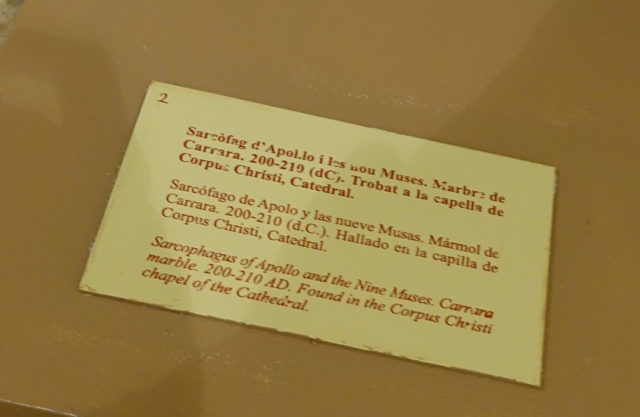 2
Sarcòfag d'Apol.lo i les nou Muses. Marbre de
Carrara. 200-210 (dC). Trobat a la capella de
Corpus Christi, Catedral.
Sarcófago de Apolo y las nueve Musas. Mármol de
Carrara. 200-210 (d.C.). Hallado en la capilla de
Corpus Christi, Catedral.
Sarcophagus of Apollo and the Nine Muses. Carrara
marble. 200-210 AD. Found in the Corpus Christi
chapel of the Cathedral.